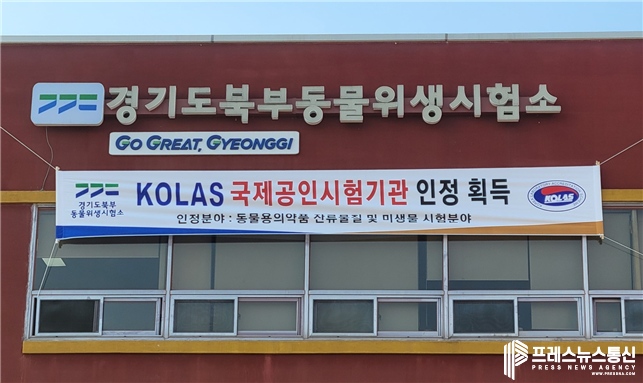 경기도북부동물위생시험소
GO GREAT, GYEONGGI
경기도북부
동물위생시험소
KOLAS 국제공인시험기관 인정 획득
KOLAS
인정분야 : 동물용의약품 잔류물질 및 미생물 시험분야
프레스뉴스통신
PRESS NEWS AGENCY